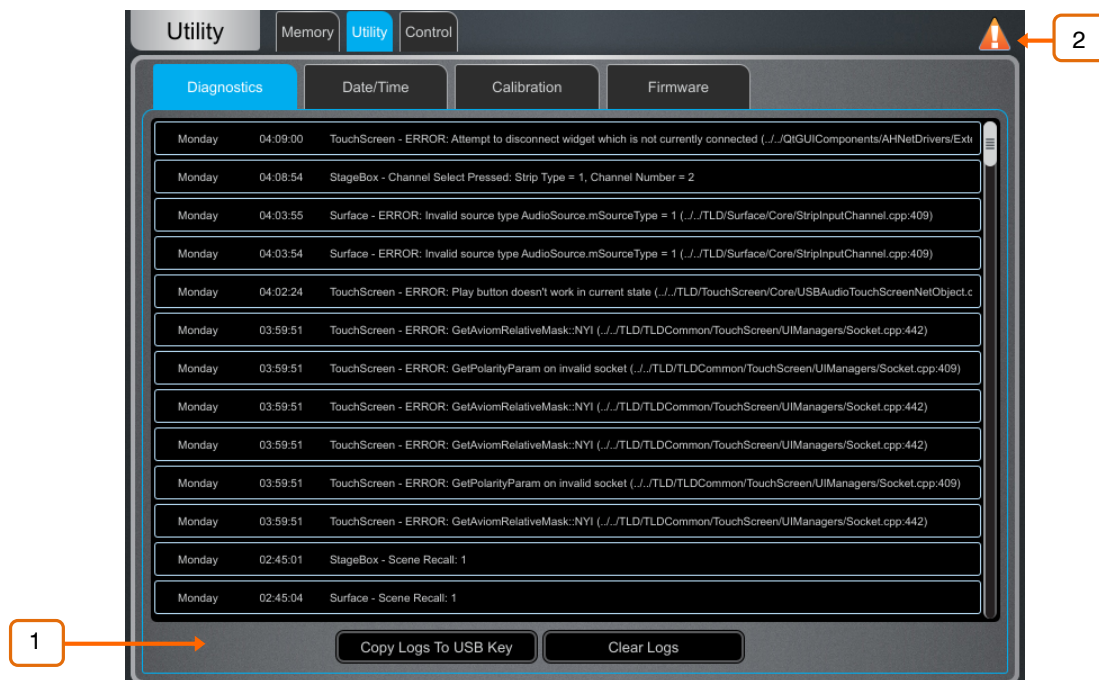 Utility Memory Utility Control
2
Diagnostics Date/Time Calibration Firmware
Monday 04:09:00 TouchScreen - ERROR: Attempt to disconnect widget which is not currently connected (../../QtGUIComponents/AHNetDrivers/Exte
Monday 04:08:54 StageBox - Channel Select Pressed: Strip Type = 1, Channel Number = 2
Monday 04:03:55 Surface - ERROR: Invalid source type AudioSource.mSourceType = 1 (../../TLD/Surface/Core/StripInputChannel.cpp:409)
Monday 04:03:54 Surface - ERROR: Invalid source type AudioSource.mSourceType = 1 (../../TLD/Surface/Core/StripInputChannel.cpp:409)
Monday 04:02:24 TouchScreen - ERROR: Play button doesn't work in current state (../../TLD/TouchScreen/Core/USBAudioTouchScreenNetObject.c
Monday 03:59:51 TouchScreen - ERROR: GetAviomRelativeMask::NYI (../../TLD/TLDCommon/TouchScreen/UIManagers/Socket.cpp:442)
Monday 03:59:51 TouchScreen - ERROR: GetPolarityParam on invalid socket (../../TLD/TLDCommon/TouchScreen/UIManagers/Socket.cpp:409)
Monday 03:59:51 TouchScreen - ERROR: GetAviomRelativeMask::NYI (../../TLD/TLDCommon/TouchScreen/UIManagers/Socket.cpp:442)
Monday 03:59:51 TouchScreen - ERROR: GetAviomRelativeMask::NYI (../../TLD/TLDCommon/TouchScreen/UIManagers/Socket.cpp:442)
Monday 03:59:51 TouchScreen - ERROR: GetPolarityParam on invalid socket (../../TLD/TLDCommon/TouchScreen/UIManagers/Socket.cpp:409)
Monday 03:59:51 TouchScreen - ERROR: GetAviomRelativeMask::NYI (../../TLD/TLDCommon/TouchScreen/UIManagers/Socket.cpp:442)
Monday 02:45:01 StageBox - Scene Recall: 1
Monday 02:45:04 Surface - Scene Recall: 1
1
Copy Logs To USB Key Clear Logs